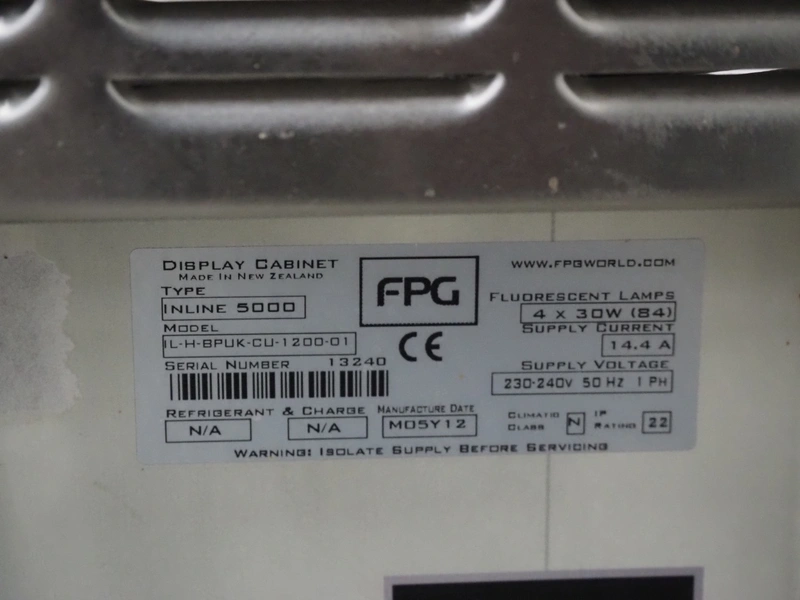 DISPLAY CABINET
MADE IN NEW ZEALAND
FPG
WWW.FPGWORLD.COM
TYPE
INLINE 5000
FLUORESCENT LAMPS
4 X 30W (84)
MODEL
IL-H-BPUK-CU-1200-01
CE
SUPPLY CURRENT
14.4 A
SERIAL NUMBER 13240
SUPPLY VOLTAGE
230-240V 50 HZ 1 PH
REFRIGERANT & CHARGE
N/A N/A
MANUFACTURE DATE
M05Y12
CLIMATIC CLASS N
IP RATING 22
WARNING: ISOLATE SUPPLY BEFORE SERVICING